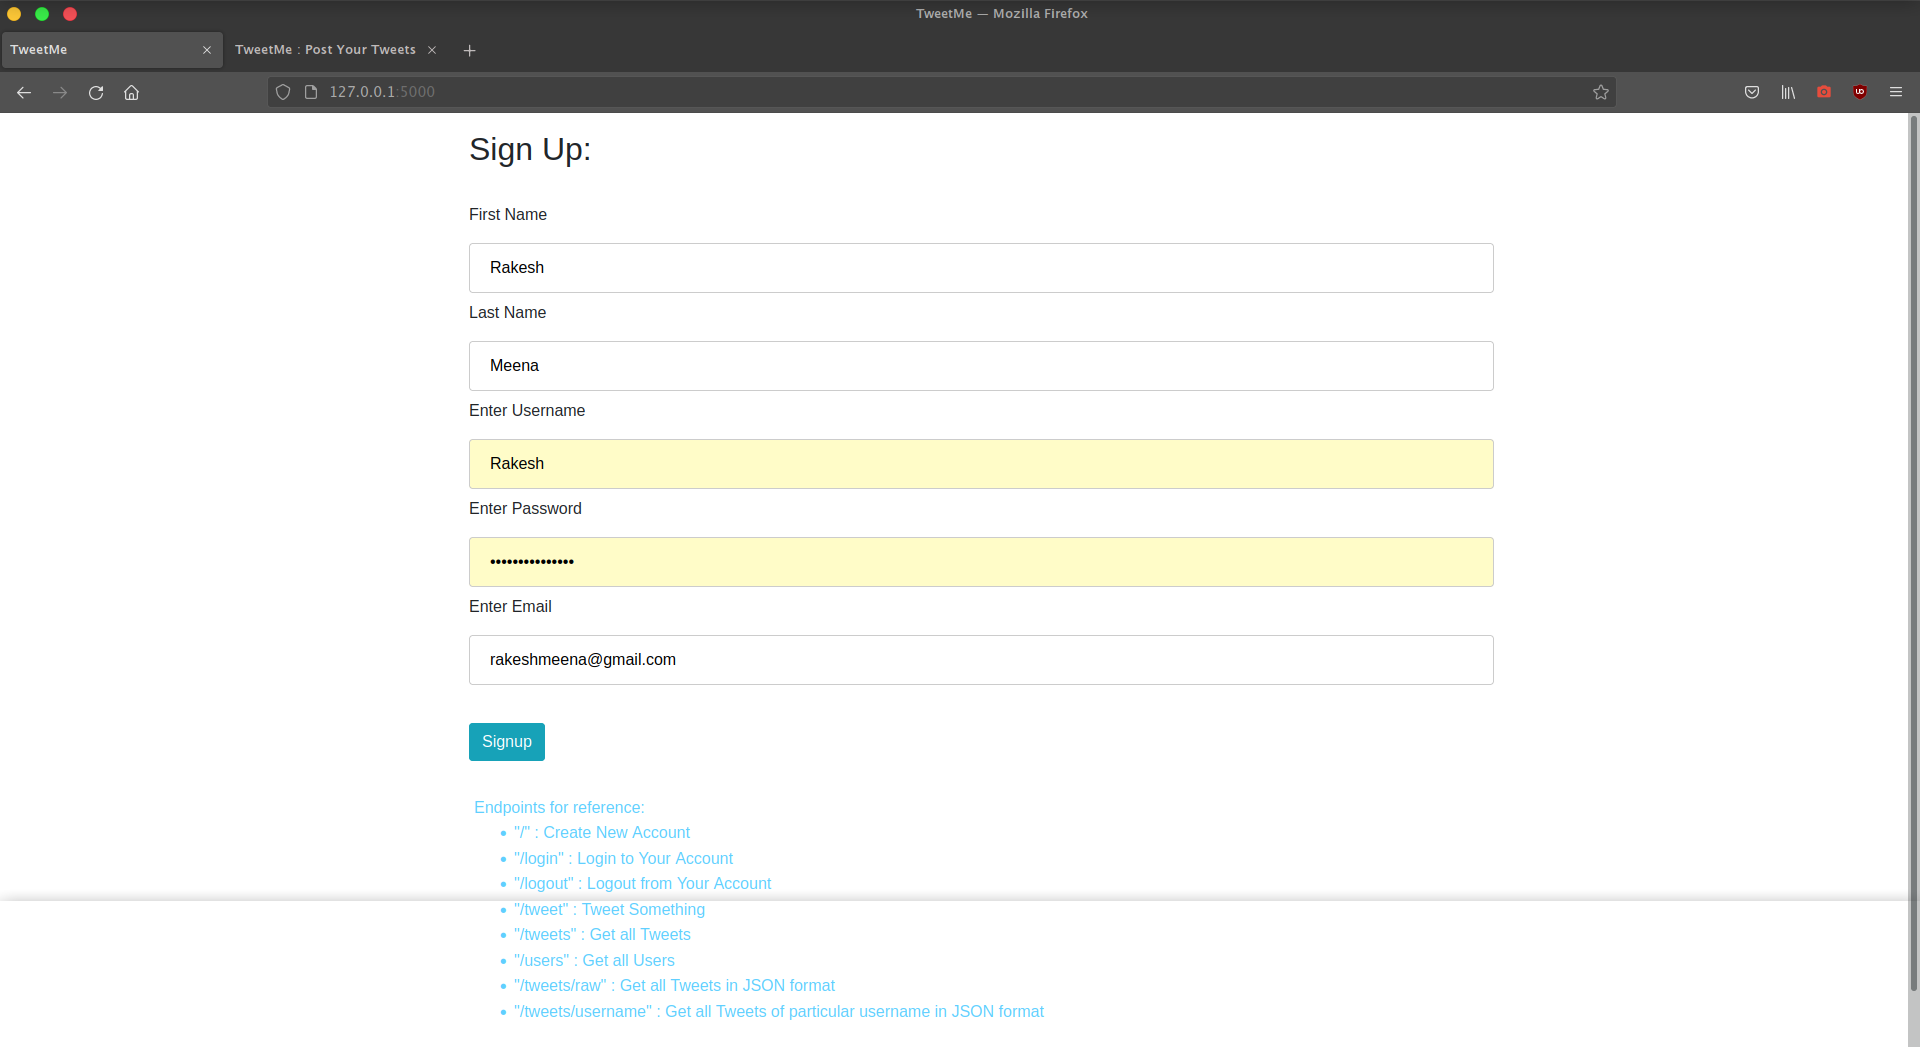 TweetMe — Mozilla Firefox
TweetMe
TweetMe : Post Your Tweets
127.0.0.1:5000
Sign Up:
First Name
Rakesh
Last Name
Meena
Enter Username
Rakesh
Enter Password
•••••••••••••••
Enter Email
rakeshmeena@gmail.com
Signup
Endpoints for reference:
• "/" : Create New Account
• "/login" : Login to Your Account
• "/logout" : Logout from Your Account
• "/tweet" : Tweet Something
• "/tweets" : Get all Tweets
• "/users" : Get all Users
• "/tweets/raw" : Get all Tweets in JSON format
• "/tweets/username" : Get all Tweets of particular username in JSON format